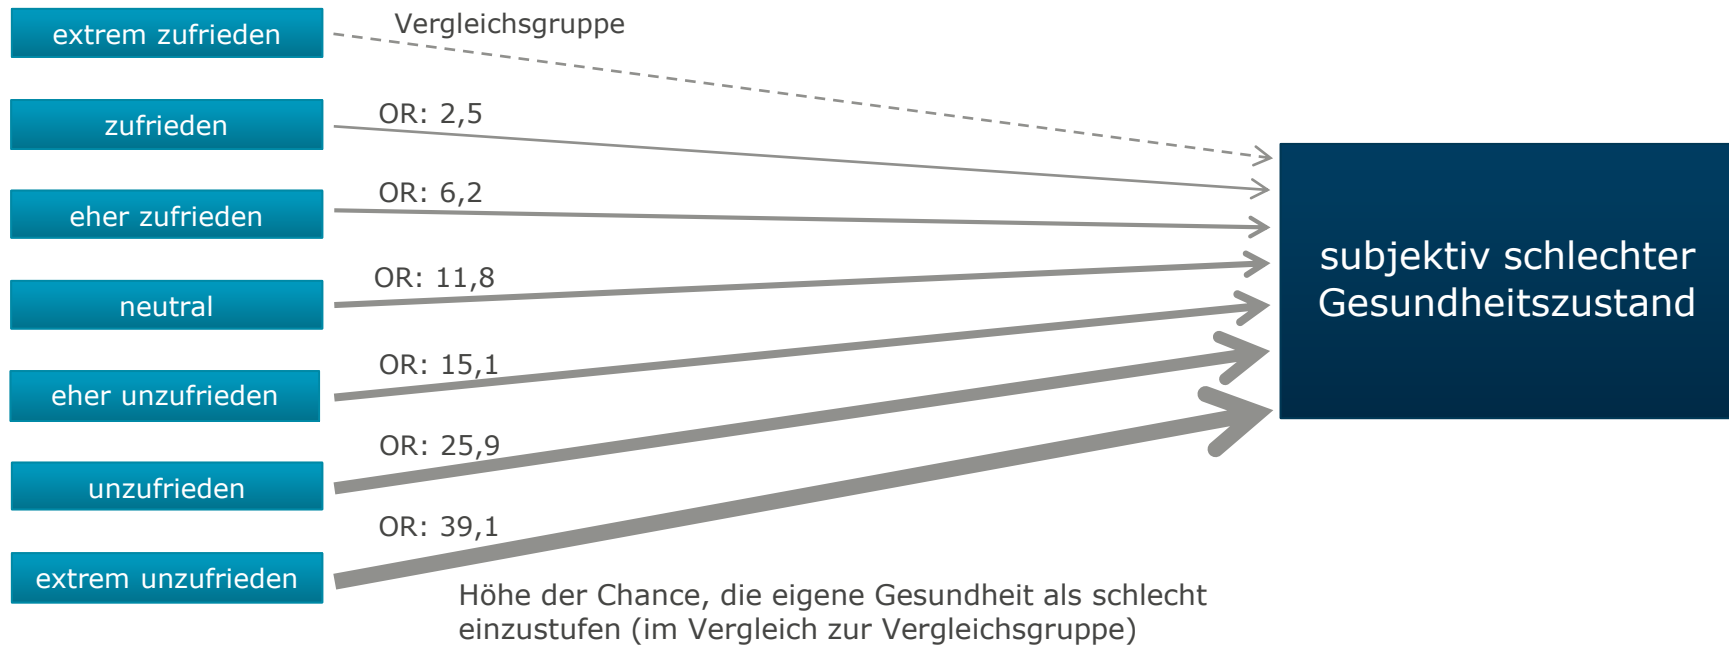 extrem zufrieden
Vergleichsgruppe
zufrieden
OR: 2,5
eher zufrieden
OR: 6,2
neutral
OR: 11,8
eher unzufrieden
OR: 15,1
unzufrieden
OR: 25,9
extrem unzufrieden
OR: 39,1
subjektiv schlechter
Gesundheitszustand
Höhe der Chance, die eigene Gesundheit als schlecht
einzustufen (im Vergleich zur Vergleichsgruppe)